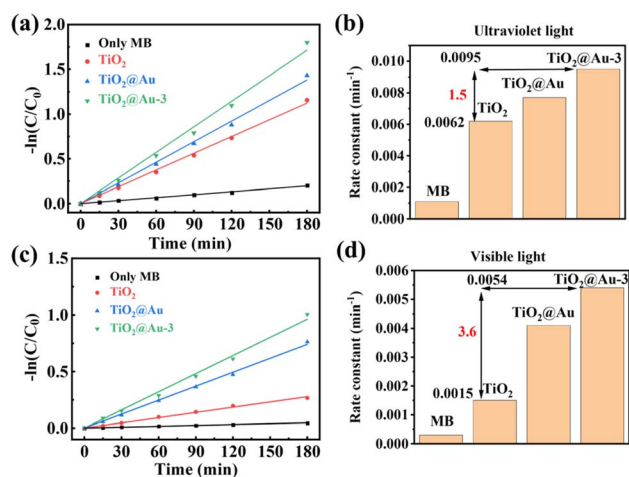 (a)
2.0
1.5
1.0
0.5
0.0
-ln(C/C₀)
Only MB
TiO₂
TiO₂@Au
TiO₂@Au-3
0 30 60 90 120 150 180
Time (min)
(b)
Ultraviolet light
0.010
0.008
0.006
0.004
0.002
0.000
Rate constant (min⁻¹)
0.0095
TiO₂@Au-3
TiO₂@Au
1.5
TiO₂
0.0062
MB
(c)
1.5
1.0
0.5
0.0
-ln(C/C₀)
Only MB
TiO₂
TiO₂@Au
TiO₂@Au-3
0 30 60 90 120 150 180
Time (min)
(d)
Visible light
0.006
0.005
0.004
0.003
0.002
0.001
0.000
Rate constant (min⁻¹)
0.0054
TiO₂@Au-3
TiO₂@Au
3.6
0.0015
TiO₂
MB